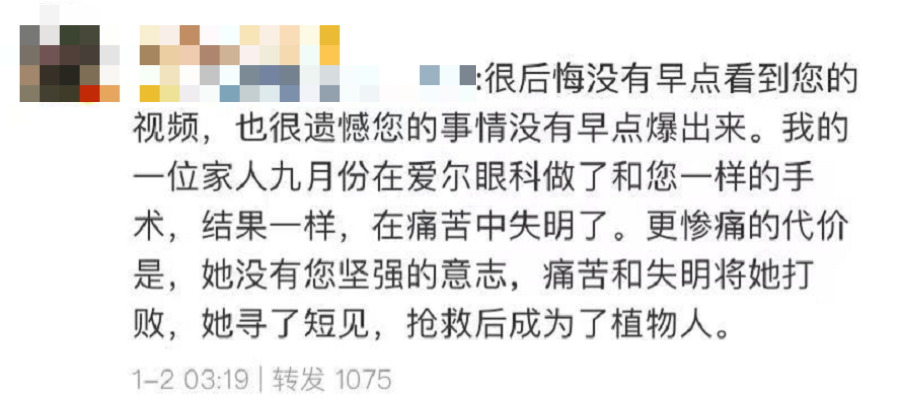 :很后悔没有早点看到您的
视频，也很遗憾您的事情没有早点爆出来。我的
一位家人九月份在爱尔眼科做了和您一样的手
术，结果一样，在痛苦中失明了。更惨痛的代价
是，她没有您坚强的意志，痛苦和失明将她打
败，她寻了短见，抢救后成为了植物人。
1-2 03:19 | 转发 1075